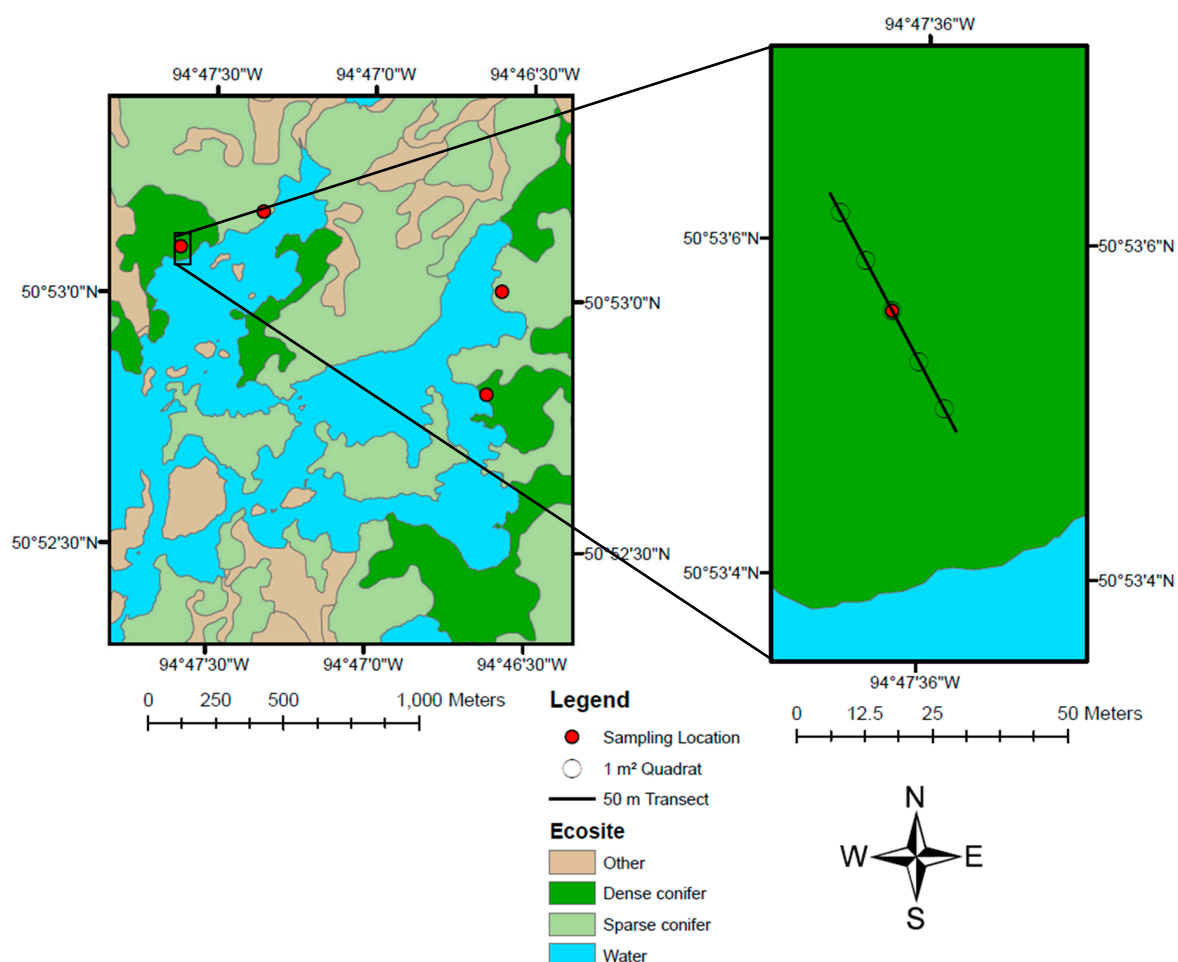 94°47'36"W
94°47'30"W
94°47'0"W
94°46'30"W
50°53'6"N
50°53'6"N
50°53'0"N
50°53'0"N
50°52'30"N
50°52'30"N
50°53'4"N
50°53'4"N
94°47'30"W
94°47'0"W
94°46'30"W
94°47'36"W
0 250 500 1,000 Meters
0 12.5 25 50 Meters
Legend
Sampling Location
1 m² Quadrat
50 m Transect
Ecosite
Other
Dense conifer
Sparse conifer
Water
N
W
E
S